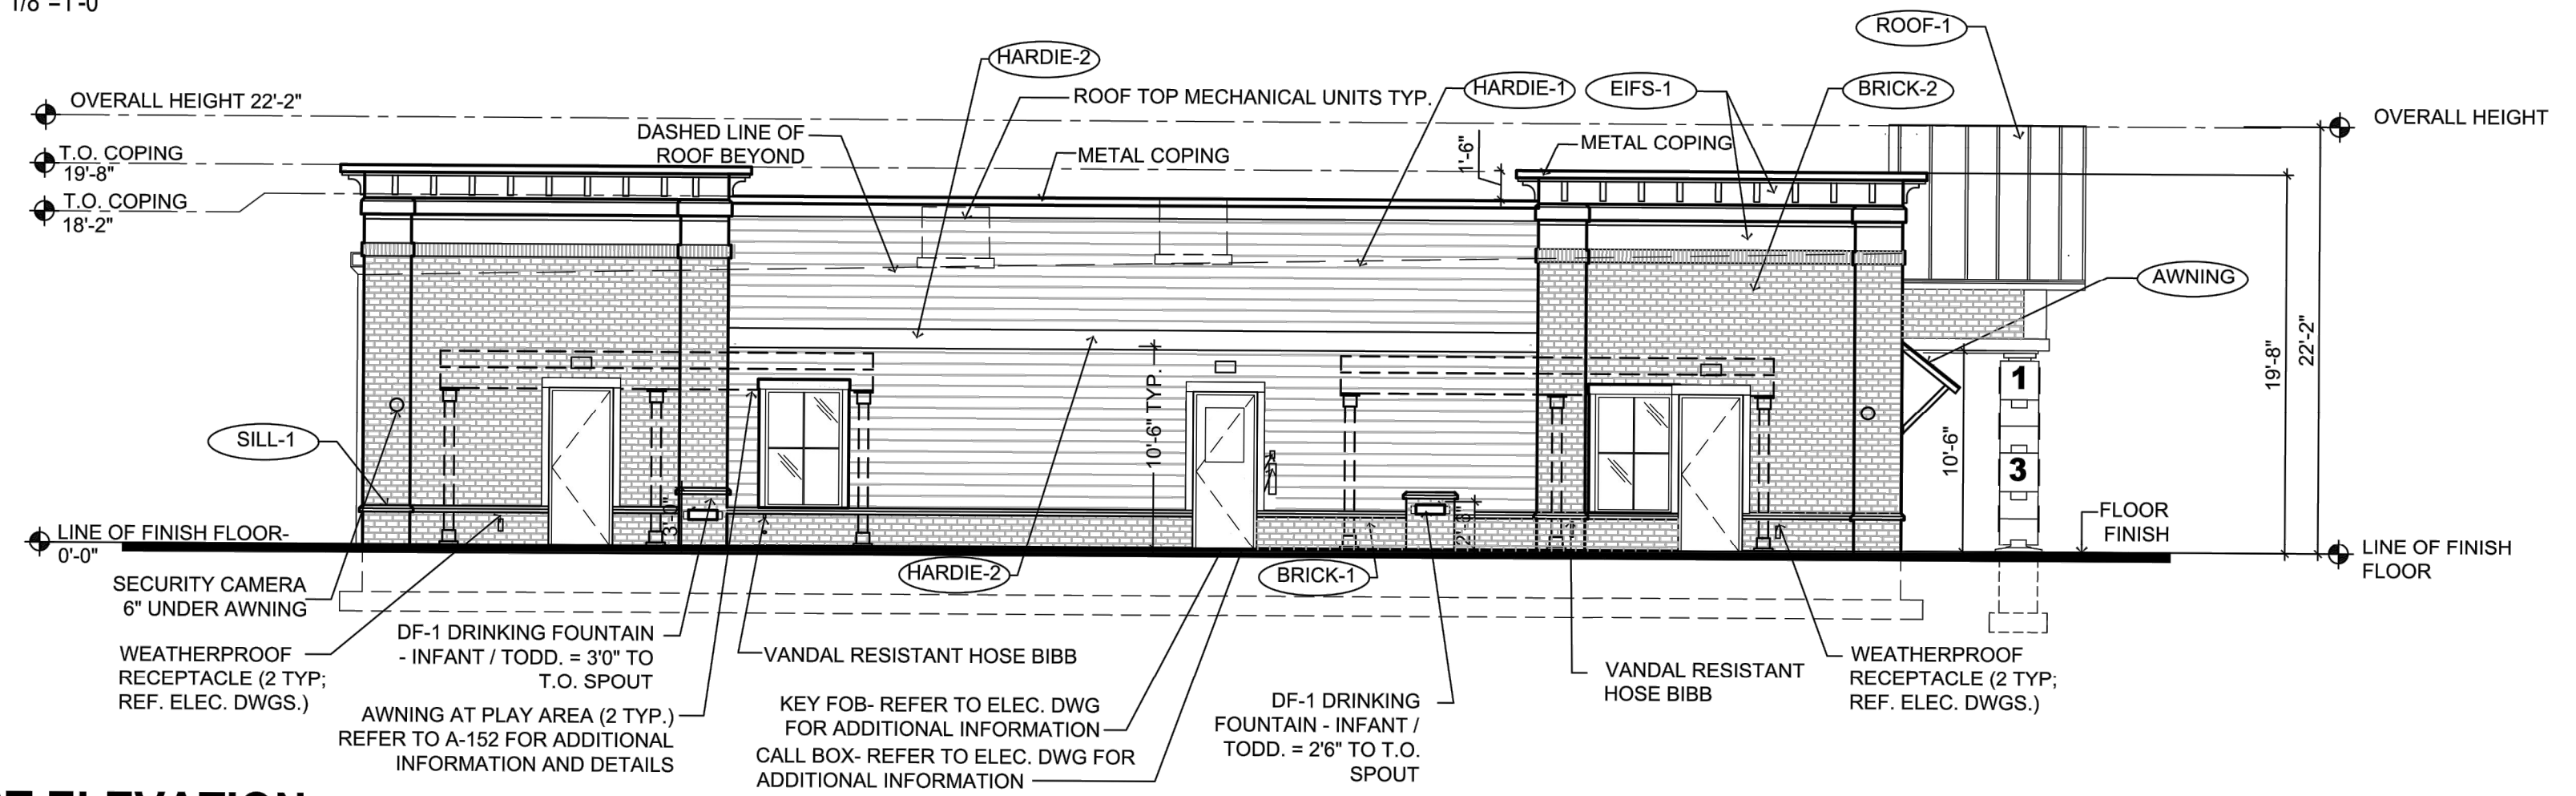 1/8"=1'-0"
ROOF-1
HARDIE-2
OVERALL HEIGHT 22'-2"
ROOF TOP MECHANICAL UNITS TYP.
HARDIE-1
EIFS-1
BRICK-2
OVERALL HEIGHT
DASHED LINE OF
ROOF BEYOND
T.O. COPING
19'-8"
METAL COPING
1'-6"
METAL COPING
T.O. COPING
18'-2"
AWNING
22'-2"
19'-8"
1
10'-6" TYP.
10'-6"
SILL-1
3
3'-0"
2'-6"
FLOOR
FINISH
LINE OF FINISH FLOOR-
0'-0"
LINE OF FINISH
FLOOR
HARDIE-2
BRICK-1
SECURITY CAMERA
6" UNDER AWNING
DF-1 DRINKING FOUNTAIN
- INFANT / TODD. = 3'0" TO
T.O. SPOUT
WEATHERPROOF
RECEPTACLE (2 TYP;
REF. ELEC. DWGS.)
VANDAL RESISTANT HOSE BIBB
VANDAL RESISTANT
HOSE BIBB
WEATHERPROOF
RECEPTACLE (2 TYP;
REF. ELEC. DWGS.)
AWNING AT PLAY AREA (2 TYP.)
REFER TO A-152 FOR ADDITIONAL
INFORMATION AND DETAILS
KEY FOB- REFER TO ELEC. DWG
FOR ADDITIONAL INFORMATION
CALL BOX- REFER TO ELEC. DWG FOR
ADDITIONAL INFORMATION
DF-1 DRINKING
FOUNTAIN - INFANT /
TODD. = 2'6" TO T.O.
SPOUT
ELEVATION